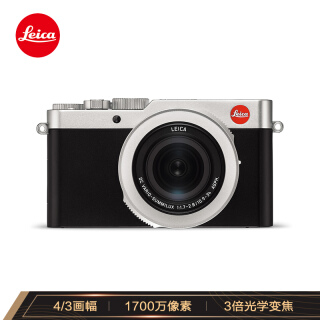 Leica
LEICA
Leica
DC VARIO-SUMMILUX 1:1.7-2.8/10.9-34 ASPH.
4/3画幅
1700万像素
3倍光学变焦